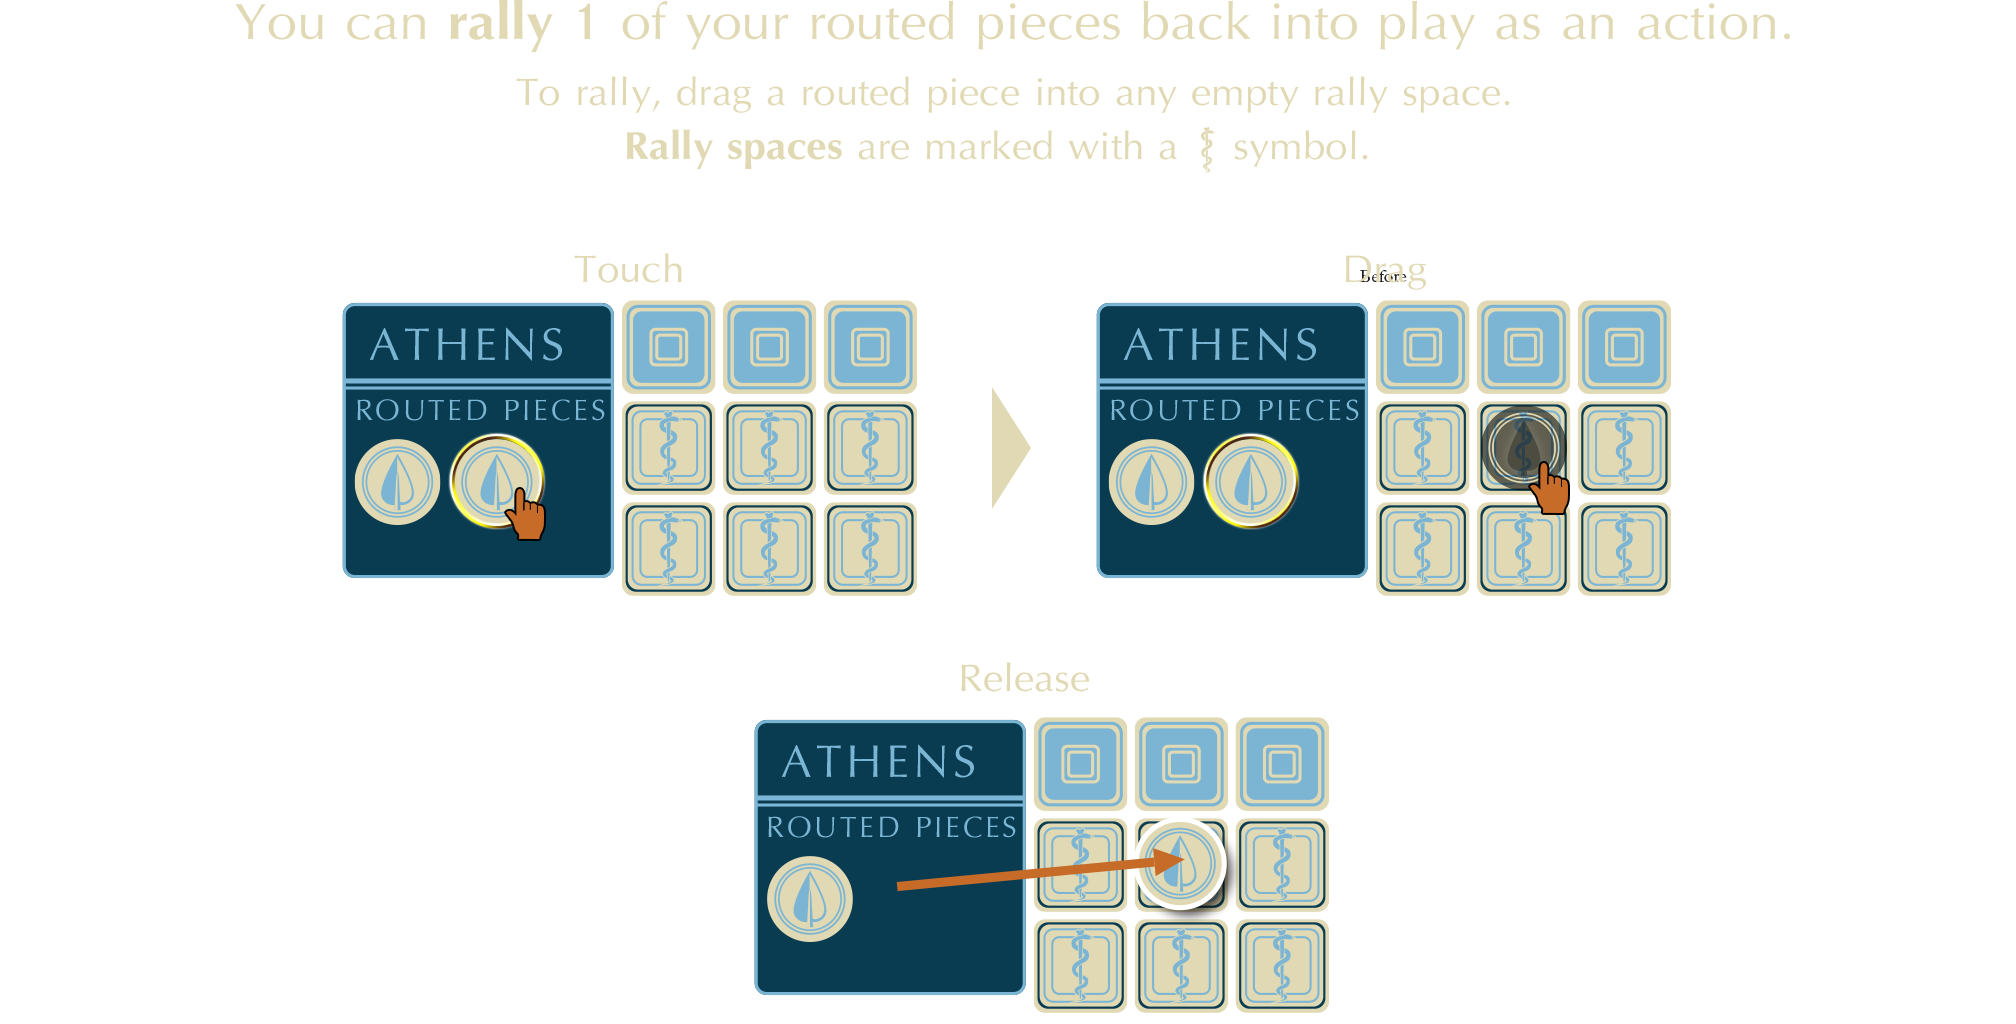 You can rally 1 of your routed pieces back into play as an action.
To rally, drag a routed piece into any empty rally space.
Rally spaces are marked with a symbol.
Touch
Drag
Before
ATHENS
ROUTED PIECES
ATHENS
ROUTED PIECES
Release
ATHENS
ROUTED PIECES